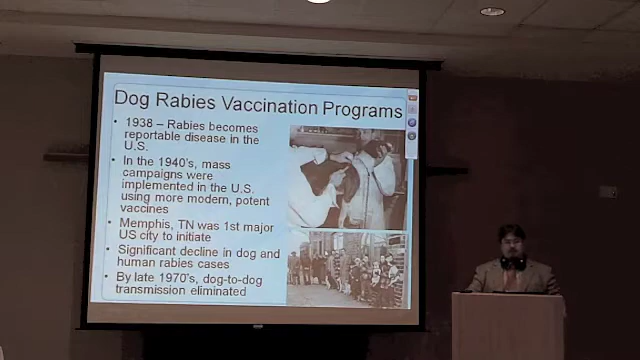 Dog Rabies Vaccination Programs
• 1938 – Rabies becomes
reportable disease in the
U.S.
• In the 1940's, mass
campaigns were
implemented in the U.S.
using more modern, potent
vaccines
• Memphis, TN was 1st major
US city to initiate
• Significant decline in dog and
human rabies cases
• By late 1970's, dog-to-dog
transmission eliminated